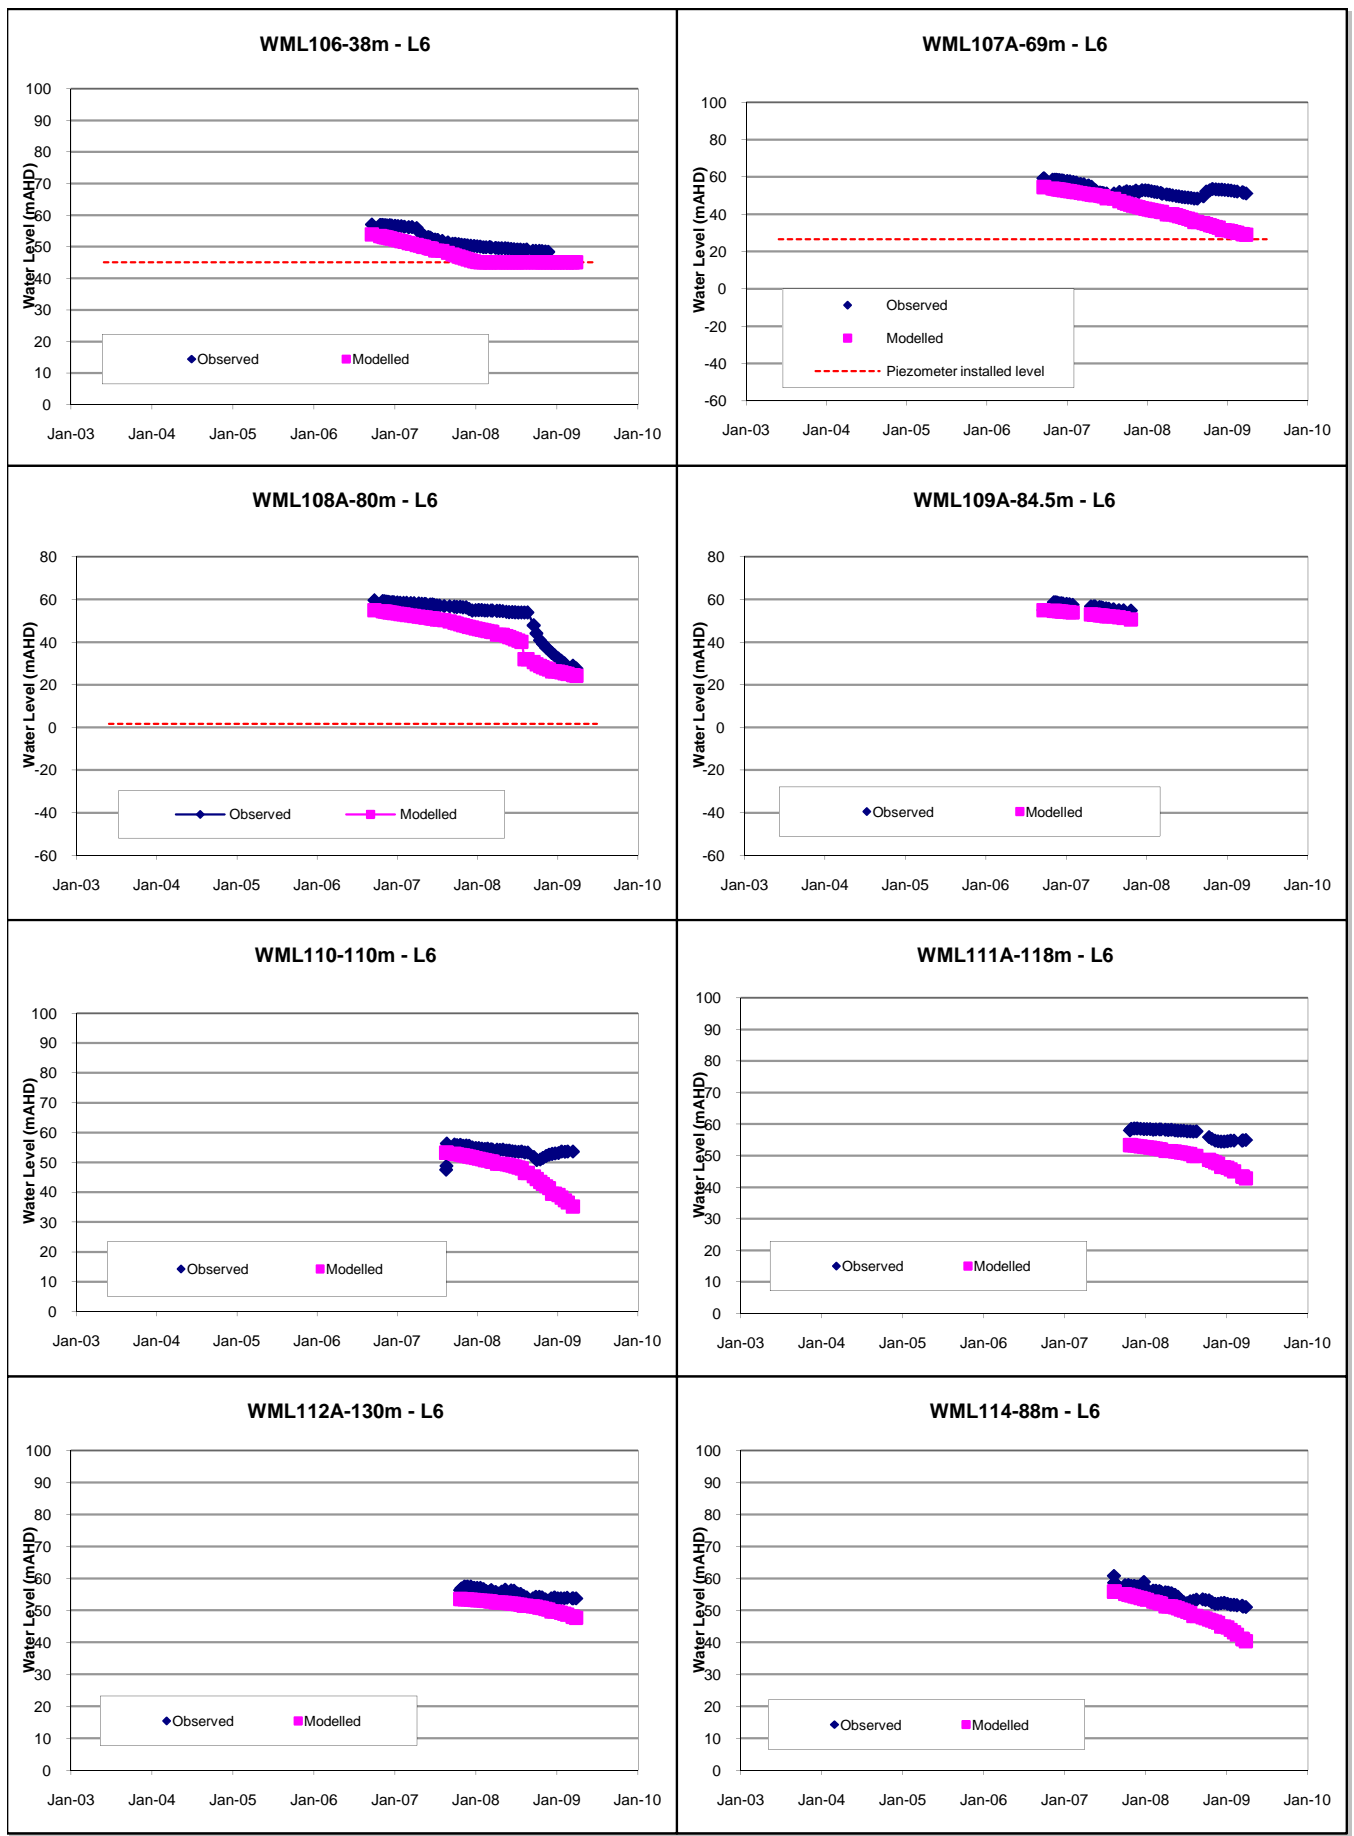 WML106-38m - L6
Water Level (mAHD)
100
90
80
70
60
50
40
30
20
10
0
Observed Modelled
Jan-03 Jan-04 Jan-05 Jan-06 Jan-07 Jan-08 Jan-09 Jan-10
WML107A-69m - L6
Water Level (mAHD)
100
80
60
40
20
0
-20
-40
-60
Observed
Modelled
Piezometer installed level
Jan-03 Jan-04 Jan-05 Jan-06 Jan-07 Jan-08 Jan-09 Jan-10
WML108A-80m - L6
Water Level (mAHD)
80
60
40
20
0
-20
-40
-60
Observed Modelled
Jan-03 Jan-04 Jan-05 Jan-06 Jan-07 Jan-08 Jan-09 Jan-10
WML109A-84.5m - L6
Water Level (mAHD)
80
60
40
20
0
-20
-40
-60
Observed Modelled
Jan-03 Jan-04 Jan-05 Jan-06 Jan-07 Jan-08 Jan-09 Jan-10
WML110-110m - L6
Water Level (mAHD)
100
90
80
70
60
50
40
30
20
10
0
Observed Modelled
Jan-03 Jan-04 Jan-05 Jan-06 Jan-07 Jan-08 Jan-09 Jan-10
WML111A-118m - L6
Water Level (mAHD)
100
90
80
70
60
50
40
30
20
10
0
Observed Modelled
Jan-03 Jan-04 Jan-05 Jan-06 Jan-07 Jan-08 Jan-09 Jan-10
WML112A-130m - L6
Water Level (mAHD)
100
90
80
70
60
50
40
30
20
10
0
Observed Modelled
Jan-03 Jan-04 Jan-05 Jan-06 Jan-07 Jan-08 Jan-09 Jan-10
WML114-88m - L6
Water Level (mAHD)
100
90
80
70
60
50
40
30
20
10
0
Observed Modelled
Jan-03 Jan-04 Jan-05 Jan-06 Jan-07 Jan-08 Jan-09 Jan-10